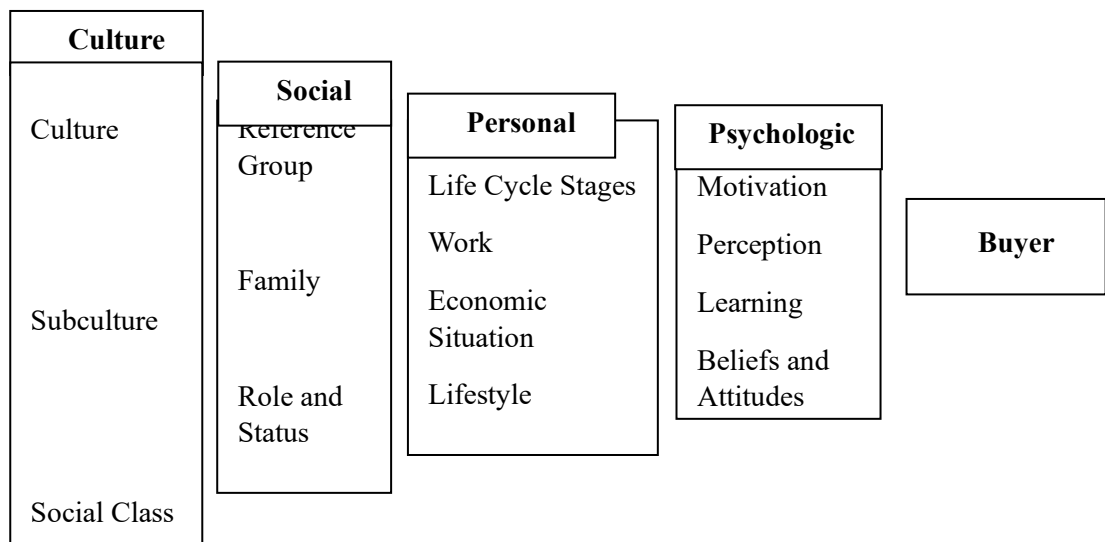 Culture
Culture
Subculture
Social Class
Social
Reference
Group
Family
Role and
Status
Personal
Life Cycle Stages
Work
Economic
Situation
Lifestyle
Psychologic
Motivation
Perception
Learning
Beliefs and
Attitudes
Buyer